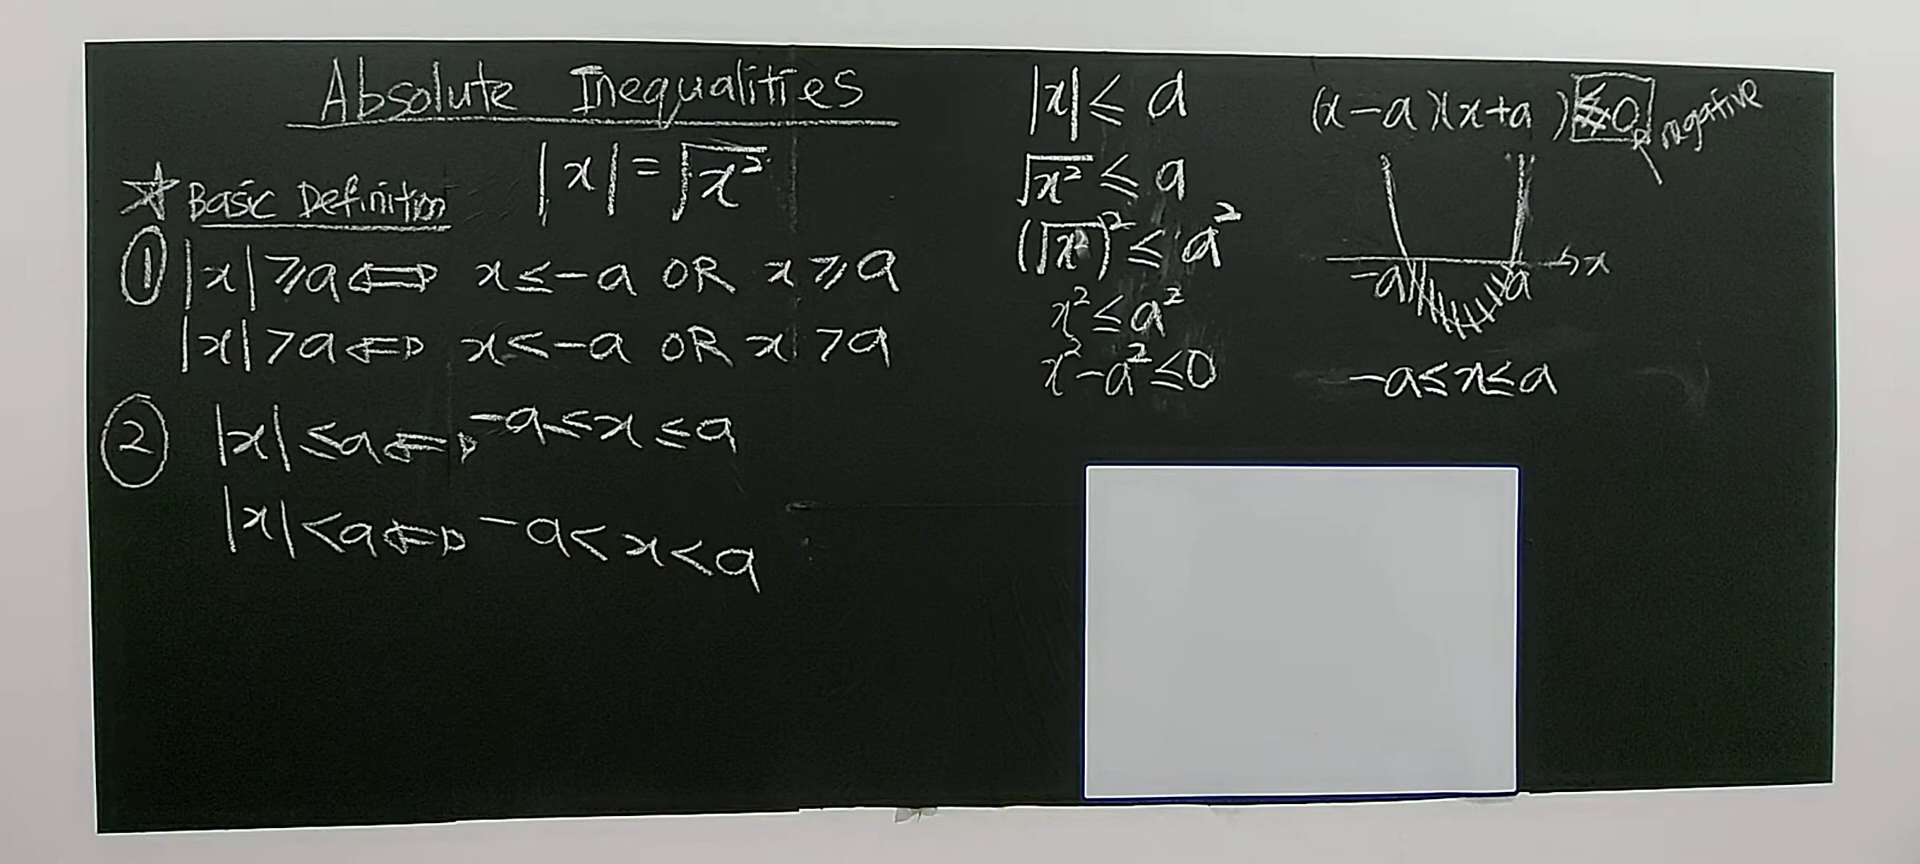 Absolute Inequalities
|x| = √x²
☆ Basic Definition
① |x| ≥ a ⟺ x ≤ -a OR x ≥ a
|x| > a ⟺ x < -a OR x > a
② |x| ≤ a ⟺ -a ≤ x ≤ a
|x| < a ⟺ -a < x < a
|x| ≤ a
√x² ≤ a
(√x²)² ≤ a²
x² ≤ a²
x² - a² ≤ 0
(x-a)(x+a) ≤ 0 negative
-a a x
-a ≤ x ≤ a